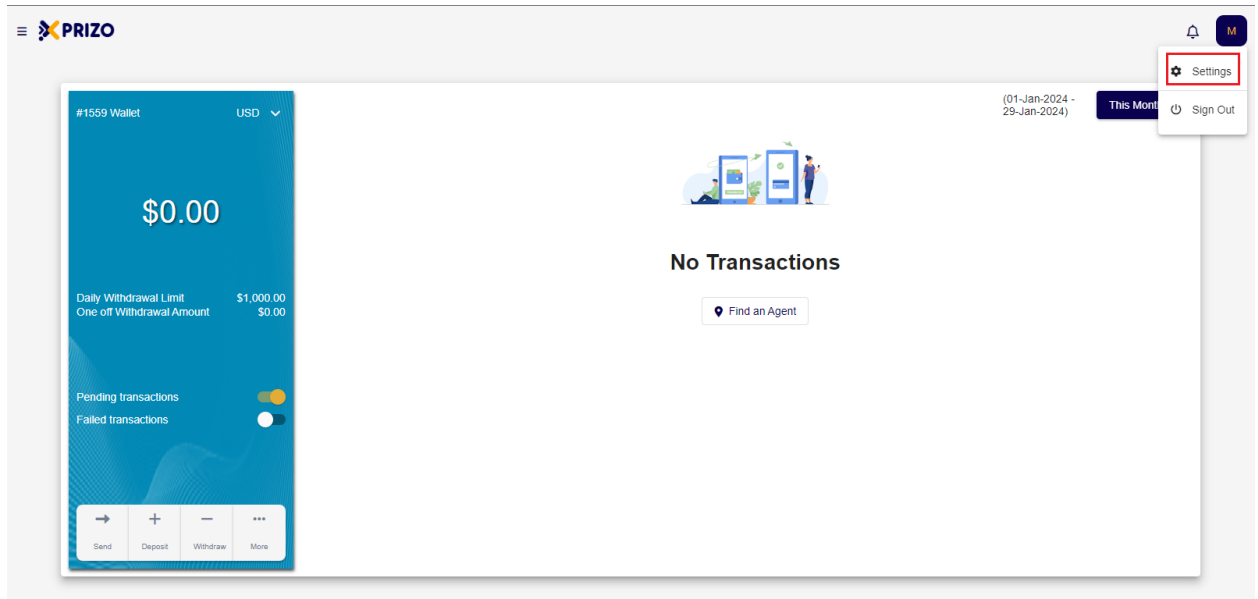 XPRIZO
M
Settings
Sign Out
#1559 Wallet USD
(01-Jan-2024 -
29-Jan-2024)
This Mont
$0.00
No Transactions
Find an Agent
Daily Withdrawal Limit $1,000.00
One off Withdrawal Amount $0.00
Pending transactions
Failed transactions
Send Deposit Withdraw More